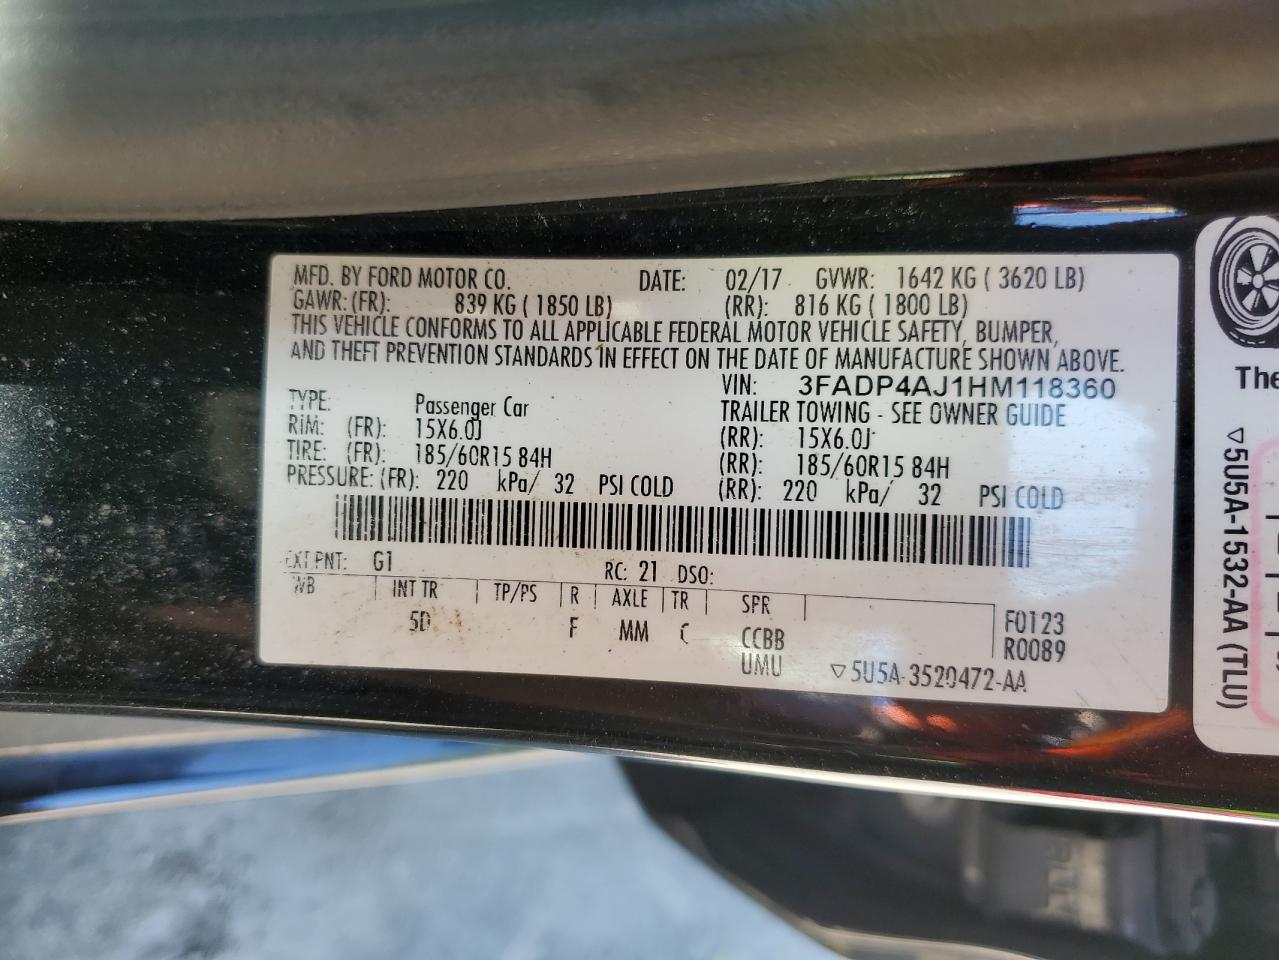 MFD. BY FORD MOTOR CO. DATE: 02/17 GVWR: 1642 KG ( 3620 LB)
GAWR: (FR): 839 KG ( 1850 LB) (RR): 816 KG ( 1800 LB)
THIS VEHICLE CONFORMS TO ALL APPLICABLE FEDERAL MOTOR VEHICLE SAFETY, BUMPER,
AND THEFT PREVENTION STANDARDS IN EFFECT ON THE DATE OF MANUFACTURE SHOWN ABOVE.
VIN: 3FADP4AJ1HM118360
TYPE: Passenger Car TRAILER TOWING - SEE OWNER GUIDE
RIM: (FR): 15X6.0J (RR): 15X6.0J
TIRE: (FR): 185/60R15 84H (RR): 185/60R15 84H
PRESSURE: (FR): 220 kPa/ 32 PSI COLD (RR): 220 kPa/ 32 PSI COLD
EXT PNT: G1 RC: 21 DSO:
WB INT TR TP/PS R AXLE TR SPR
5D F MM C CCBB F0123
UMU R0089
▽5U5A-3520472-AA
The
▽5U5A-1532-AA (TLU)